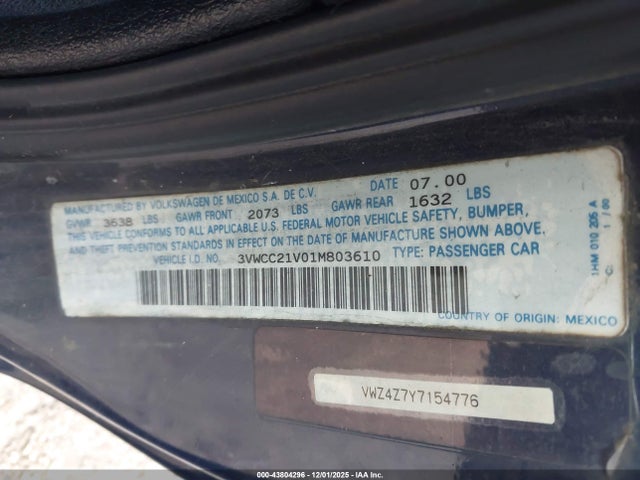 MANUFACTURED BY VOLKSWAGEN DE MEXICO S.A. DE C.V. DATE 07.00
GVWR 3638 LBS GAWR FRONT 2073 LBS GAWR REAR 1632 LBS
THIS VEHICLE CONFORMS TO ALL APPLICABLE U.S. FEDERAL MOTOR VEHICLE SAFETY, BUMPER,
AND THEFT PREVENTION STANDARDS IN EFFECT ON THE DATE OF MANUFACTURE SHOWN ABOVE.
VEHICLE I.D. NO. 3VWCC21V01M803610 TYPE: PASSENGER CAR
COUNTRY OF ORIGIN: MEXICO
1HM 010 205 A
C: 1 / 00
VWZ4Z7Y7154776
©-43804296 - 12/01/2025 - IAA Inc.